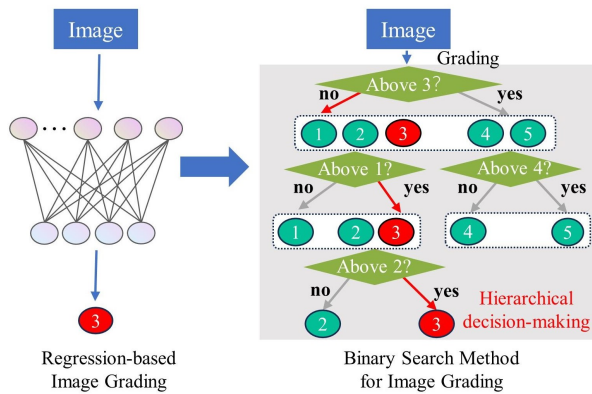 Image
3
Regression-based
Image Grading
Image
Grading
Above 3?
no
yes
1 2 3 4 5
Above 1?
Above 4?
no yes no yes
1 2 3 4 5
Above 2?
no yes
2 3
Hierarchical
decision-making
Binary Search Method
for Image Grading